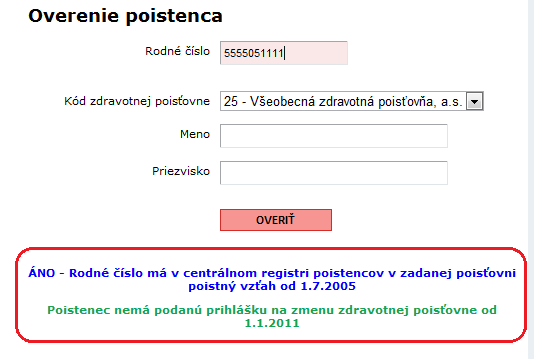 Overenie poistenca
Rodné číslo 5555051111
Kód zdravotnej poisťovne 25 - Všeobecná zdravotná poisťovňa, a.s.
Meno
Priezvisko
OVERIŤ
ÁNO - Rodné číslo má v centrálnom registri poistencov v zadanej poisťovni
poistný vzťah od 1.7.2005
Poistenec nemá podanú prihlášku na zmenu zdravotnej poisťovne od
1.1.2011